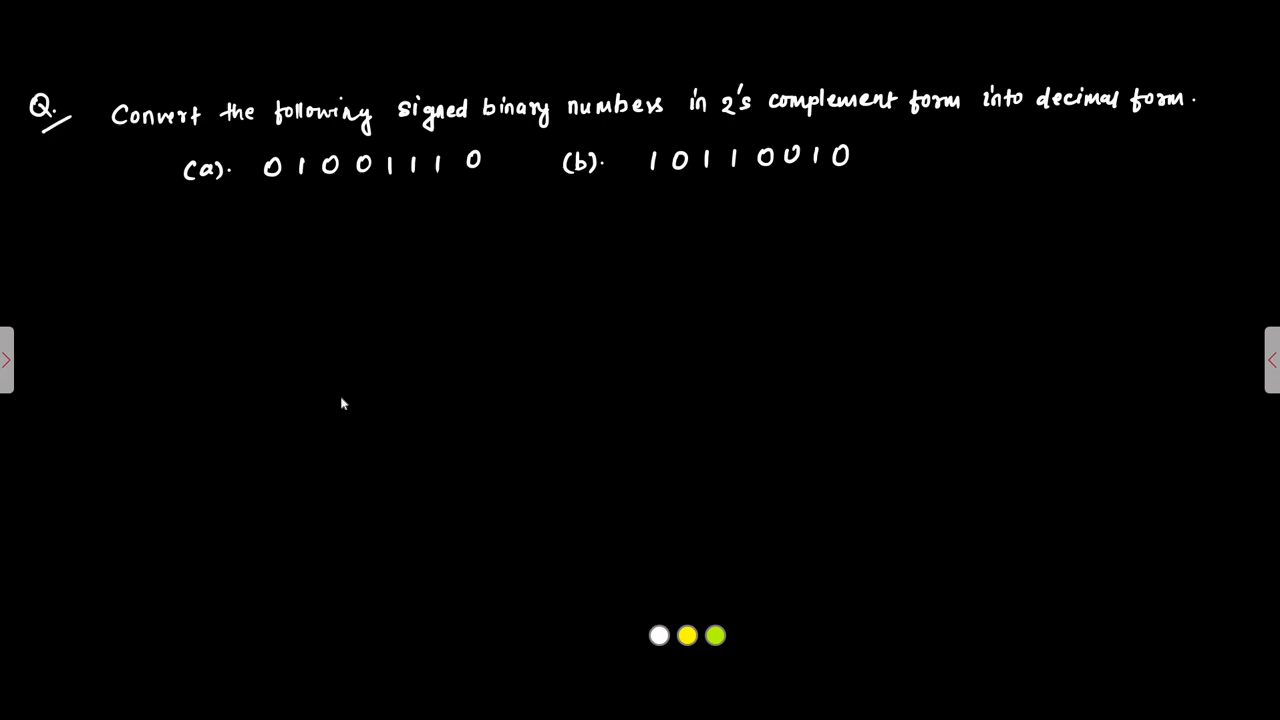 Q. Convert the following signed binary numbers in 2's complement form into decimal form.
(a). 0 1 0 0 1 1 1 0 (b). 1 0 1 1 0 0 1 0